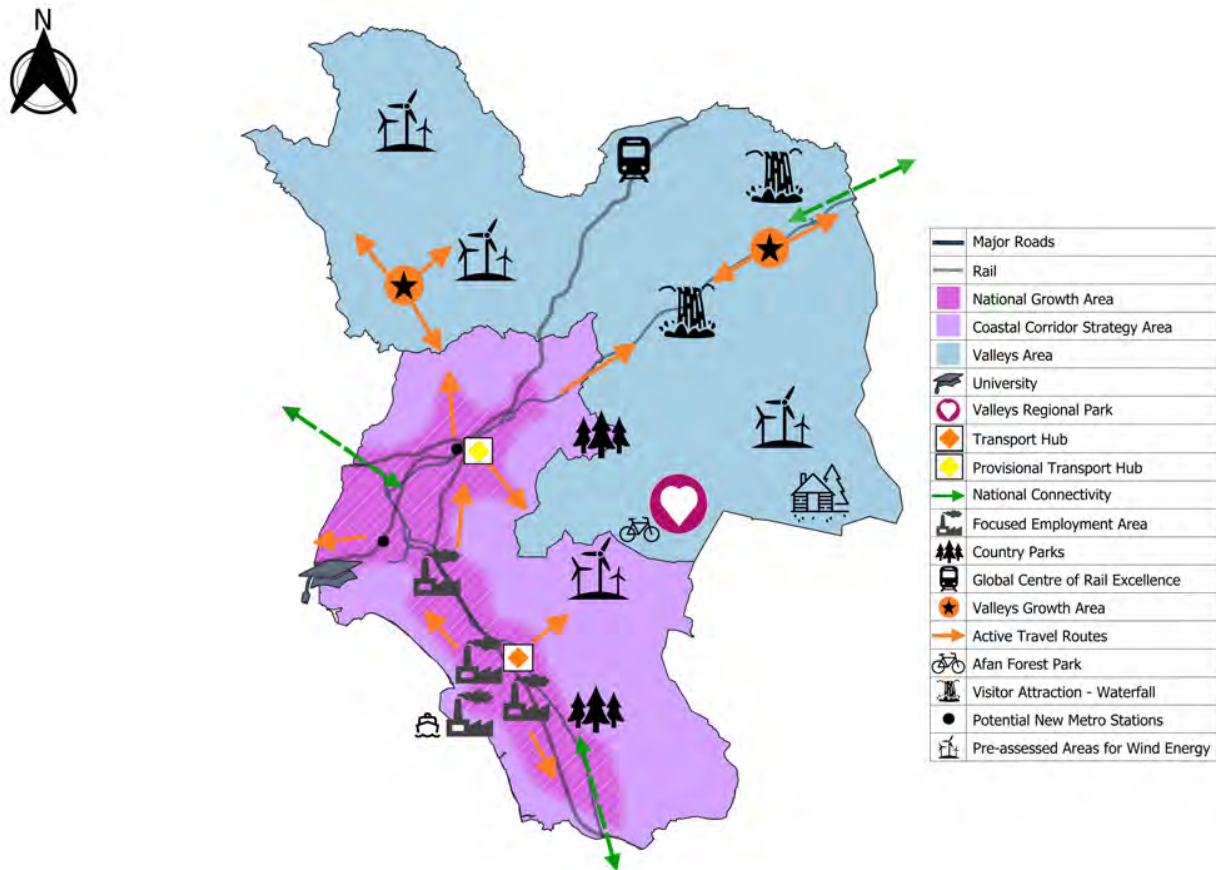 N
Major Roads
Rail
National Growth Area
Coastal Corridor Strategy Area
Valleys Area
University
Valleys Regional Park
Transport Hub
Provisional Transport Hub
National Connectivity
Focused Employment Area
Country Parks
Global Centre of Rail Excellence
Valleys Growth Area
Active Travel Routes
Afan Forest Park
Visitor Attraction - Waterfall
Potential New Metro Stations
Pre-assessed Areas for Wind Energy